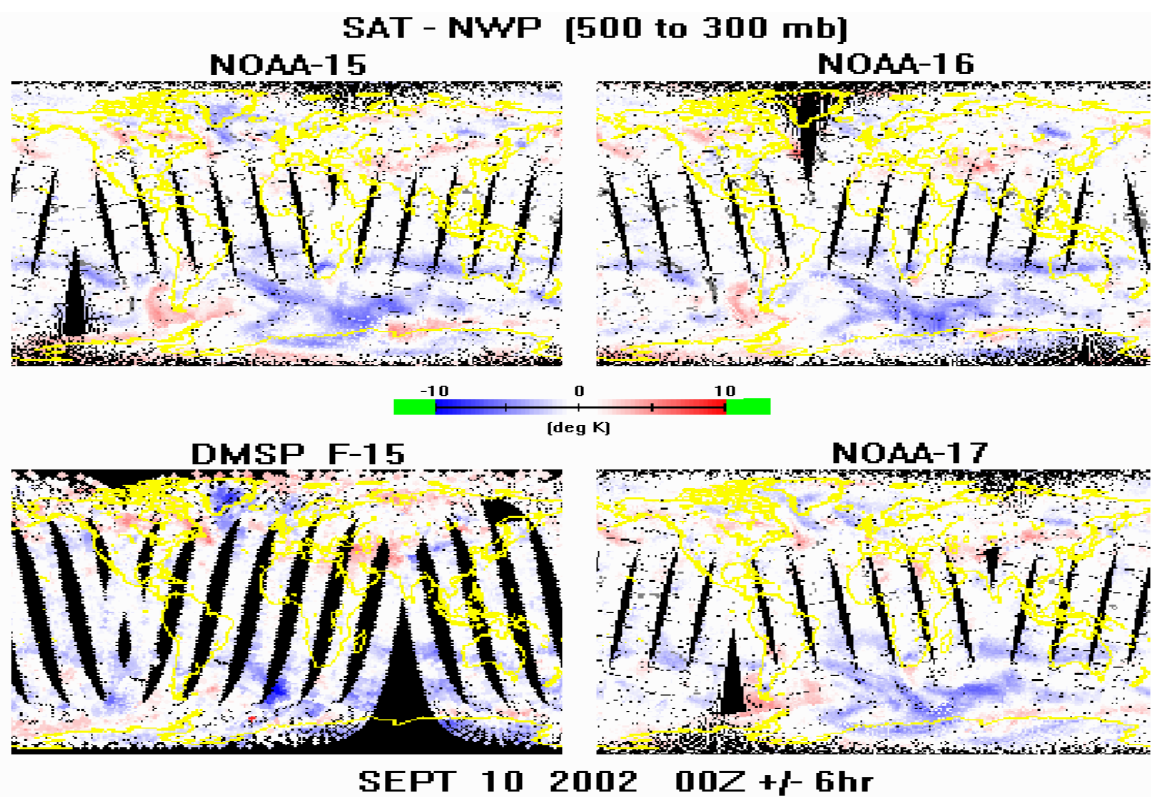 SAT - NWP (500 to 300 mb)
NOAA-15 NOAA-16
-10 0 10
(deg K)
DMSP F-15 NOAA-17
SEPT 10 2002 00Z +/- 6hr